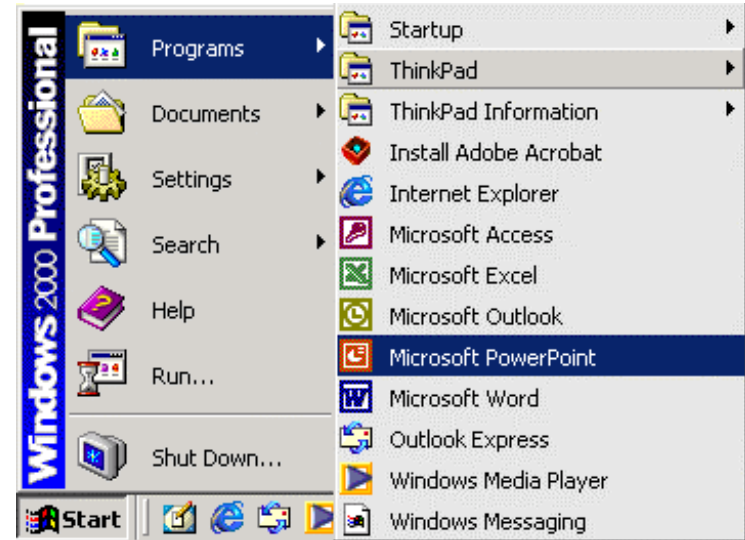 Windows 2000 Professional
Programs
Documents
Settings
Search
Help
Run...
Shut Down...
Start
Startup
ThinkPad
ThinkPad Information
Install Adobe Acrobat
Internet Explorer
Microsoft Access
Microsoft Excel
Microsoft Outlook
Microsoft PowerPoint
Microsoft Word
Outlook Express
Windows Media Player
Windows Messaging